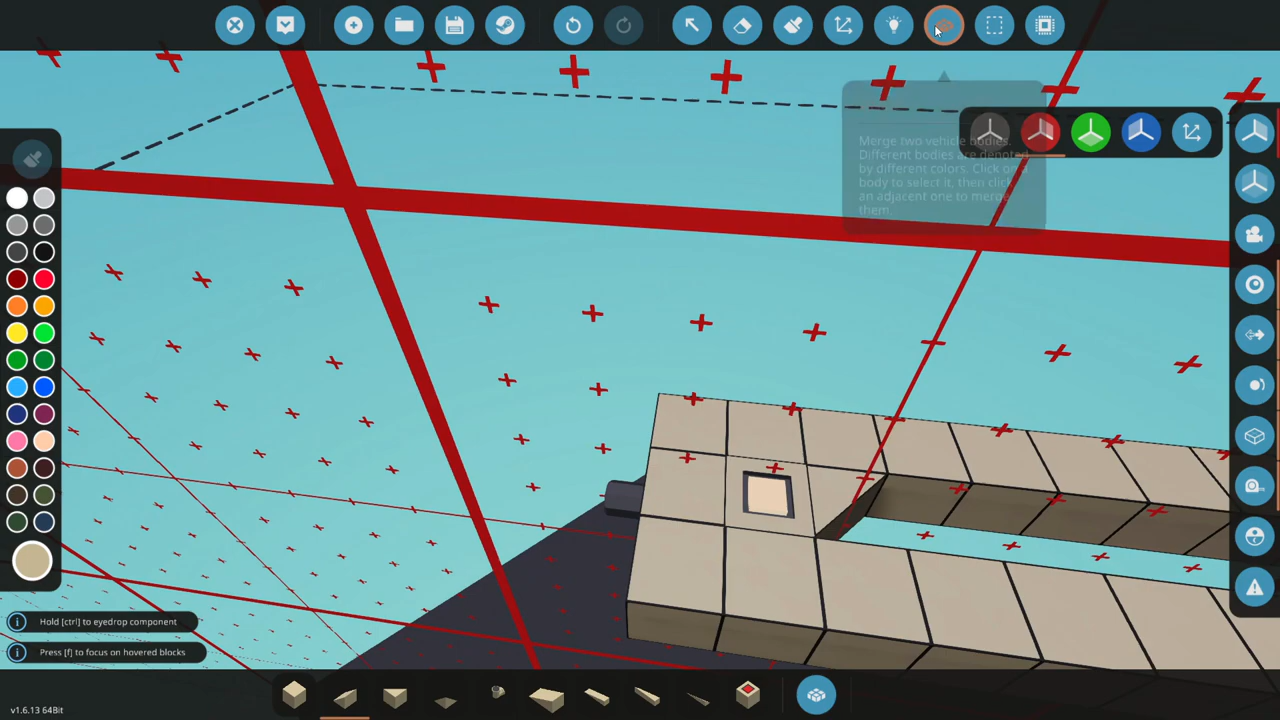 Merge two vehicle bodies.
Different bodies are denoted
by different colors. Click on a
body to select it, then click
an adjacent one to merge
them.
Hold [ctrl] to eyedrop component
Press [f] to focus on hovered blocks
v1.6.13 64Bit